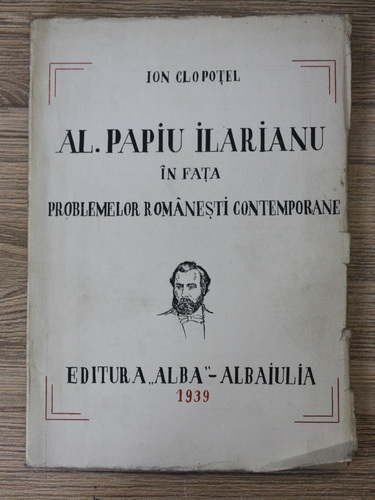 ION CLOPOȚEL
AL. PAPIU ILARIANU
ÎN FAȚA
PROBLEMELOR ROMÂNEȘTI CONTEMPORANE
EDITURA „ALBA"-ALBAIULIA
1939